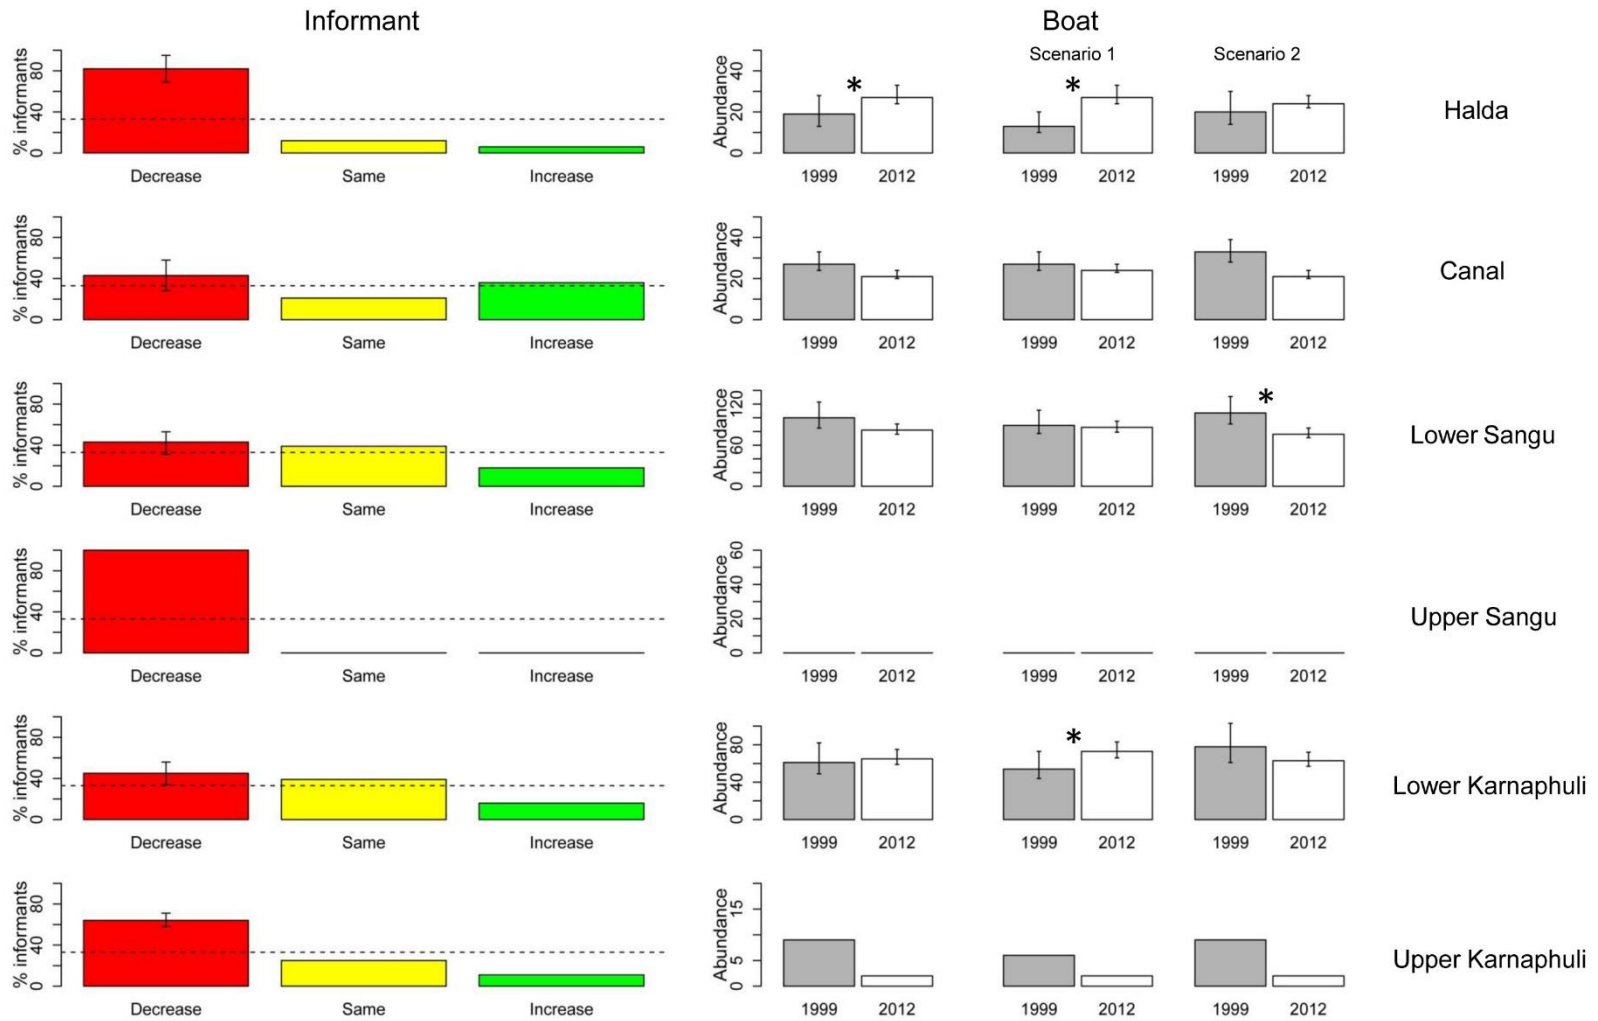 Informant
Boat
Scenario 1
Scenario 2
% informants
0
40
80
Decrease
Same
Increase
Abundance
0
20
40
*
1999
2012
*
1999
2012
1999
2012
Halda
% informants
0
40
80
Decrease
Same
Increase
Abundance
0
20
40
1999
2012
1999
2012
1999
2012
Canal
% informants
0
40
80
Decrease
Same
Increase
Abundance
0
60
120
1999
2012
1999
2012
*
1999
2012
Lower Sangu
% informants
0
40
80
Decrease
Same
Increase
Abundance
0
20
40
60
1999
2012
1999
2012
1999
2012
Upper Sangu
% informants
0
40
80
Decrease
Same
Increase
Abundance
0
40
80
1999
2012
*
1999
2012
1999
2012
Lower Karnaphuli
% informants
0
40
80
Decrease
Same
Increase
Abundance
0
5
15
1999
2012
1999
2012
1999
2012
Upper Karnaphuli